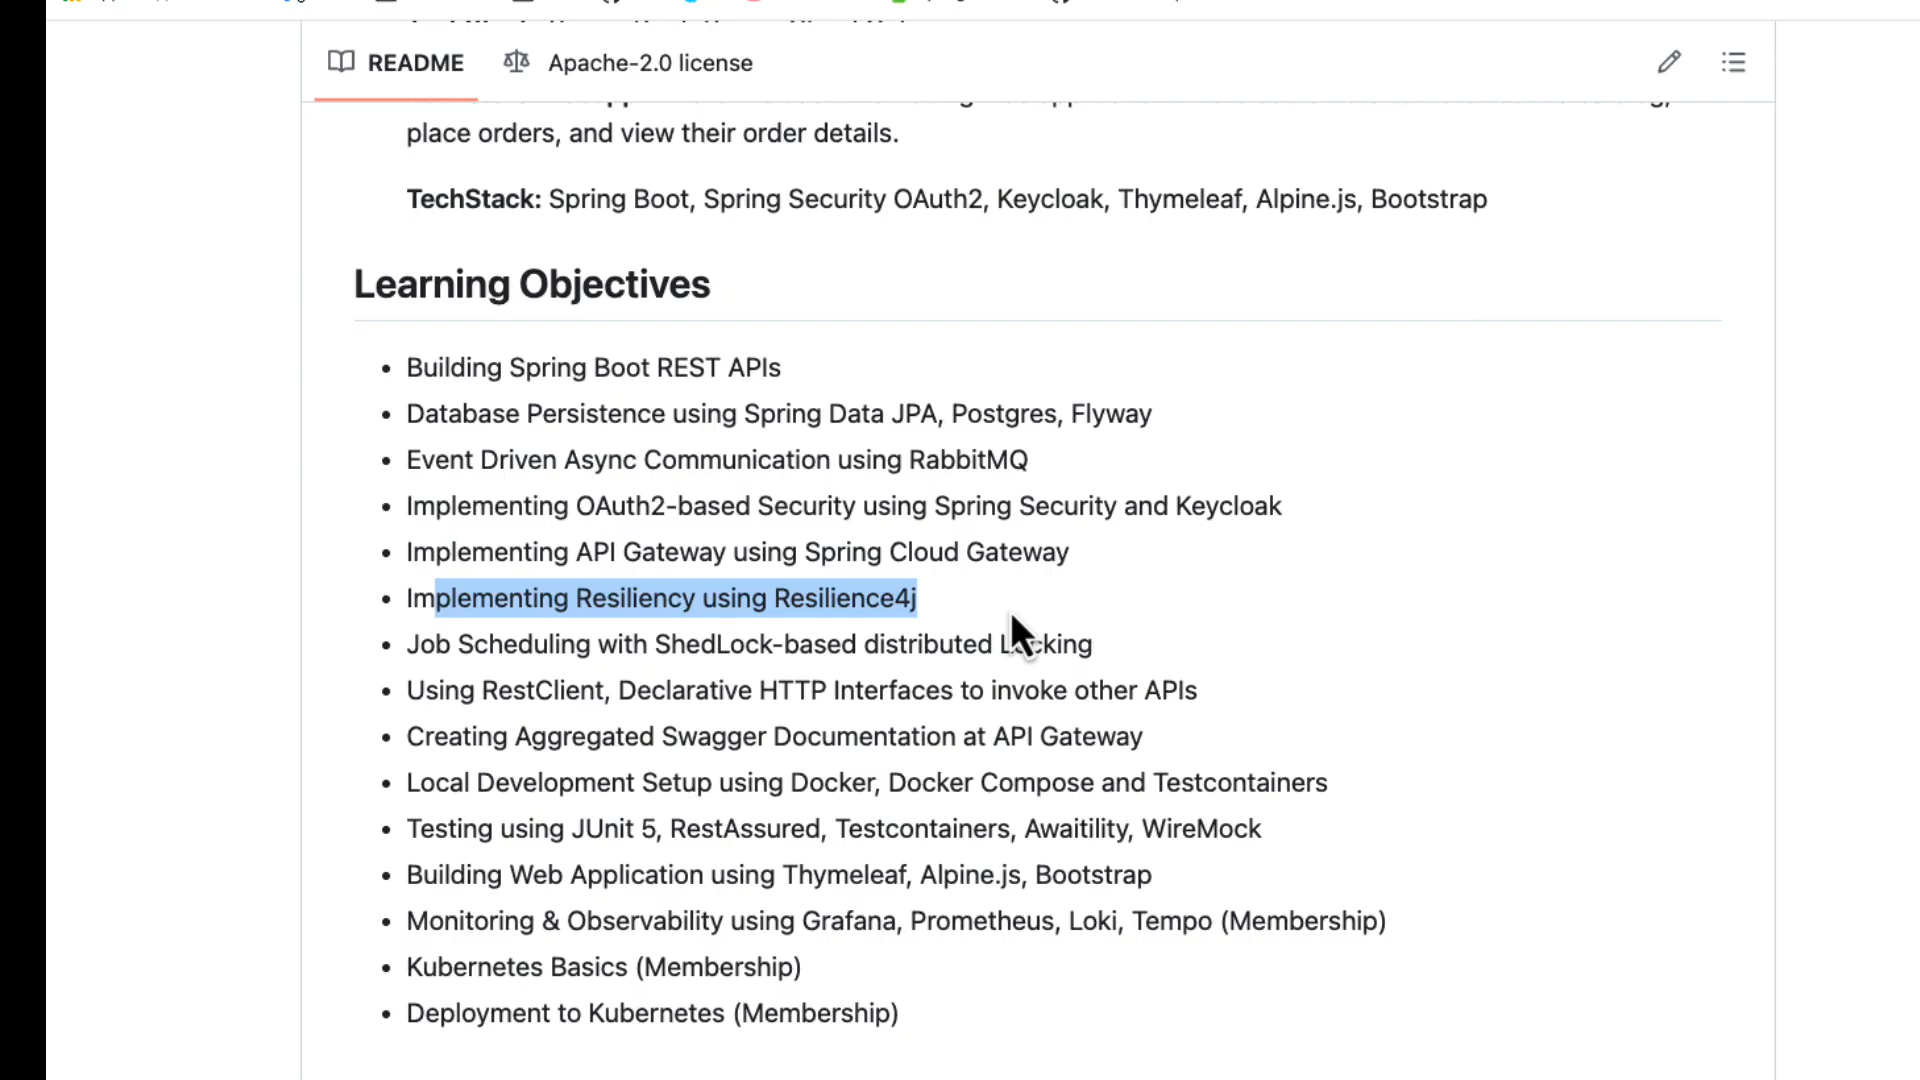 README
Apache-2.0 license
place orders, and view their order details.
TechStack: Spring Boot, Spring Security OAuth2, Keycloak, Thymeleaf, Alpine.js, Bootstrap
Learning Objectives
• Building Spring Boot REST APIs
• Database Persistence using Spring Data JPA, Postgres, Flyway
• Event Driven Async Communication using RabbitMQ
• Implementing OAuth2-based Security using Spring Security and Keycloak
• Implementing API Gateway using Spring Cloud Gateway
• Implementing Resiliency using Resilience4j
• Job Scheduling with ShedLock-based distributed Locking
• Using RestClient, Declarative HTTP Interfaces to invoke other APIs
• Creating Aggregated Swagger Documentation at API Gateway
• Local Development Setup using Docker, Docker Compose and Testcontainers
• Testing using JUnit 5, RestAssured, Testcontainers, Awaitility, WireMock
• Building Web Application using Thymeleaf, Alpine.js, Bootstrap
• Monitoring & Observability using Grafana, Prometheus, Loki, Tempo (Membership)
• Kubernetes Basics (Membership)
• Deployment to Kubernetes (Membership)